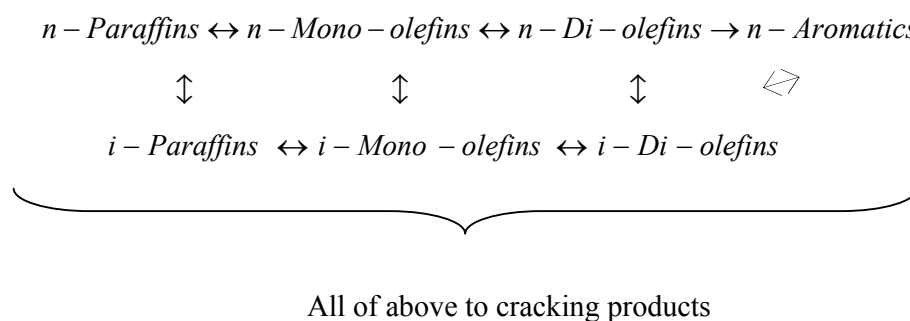 n – Paraffins ↔ n – Mono – olefins ↔ n – Di – olefins → n – Aromatics
↕ ↕ ↕
i – Paraffins ↔ i – Mono – olefins ↔ i – Di – olefins
All of above to cracking products